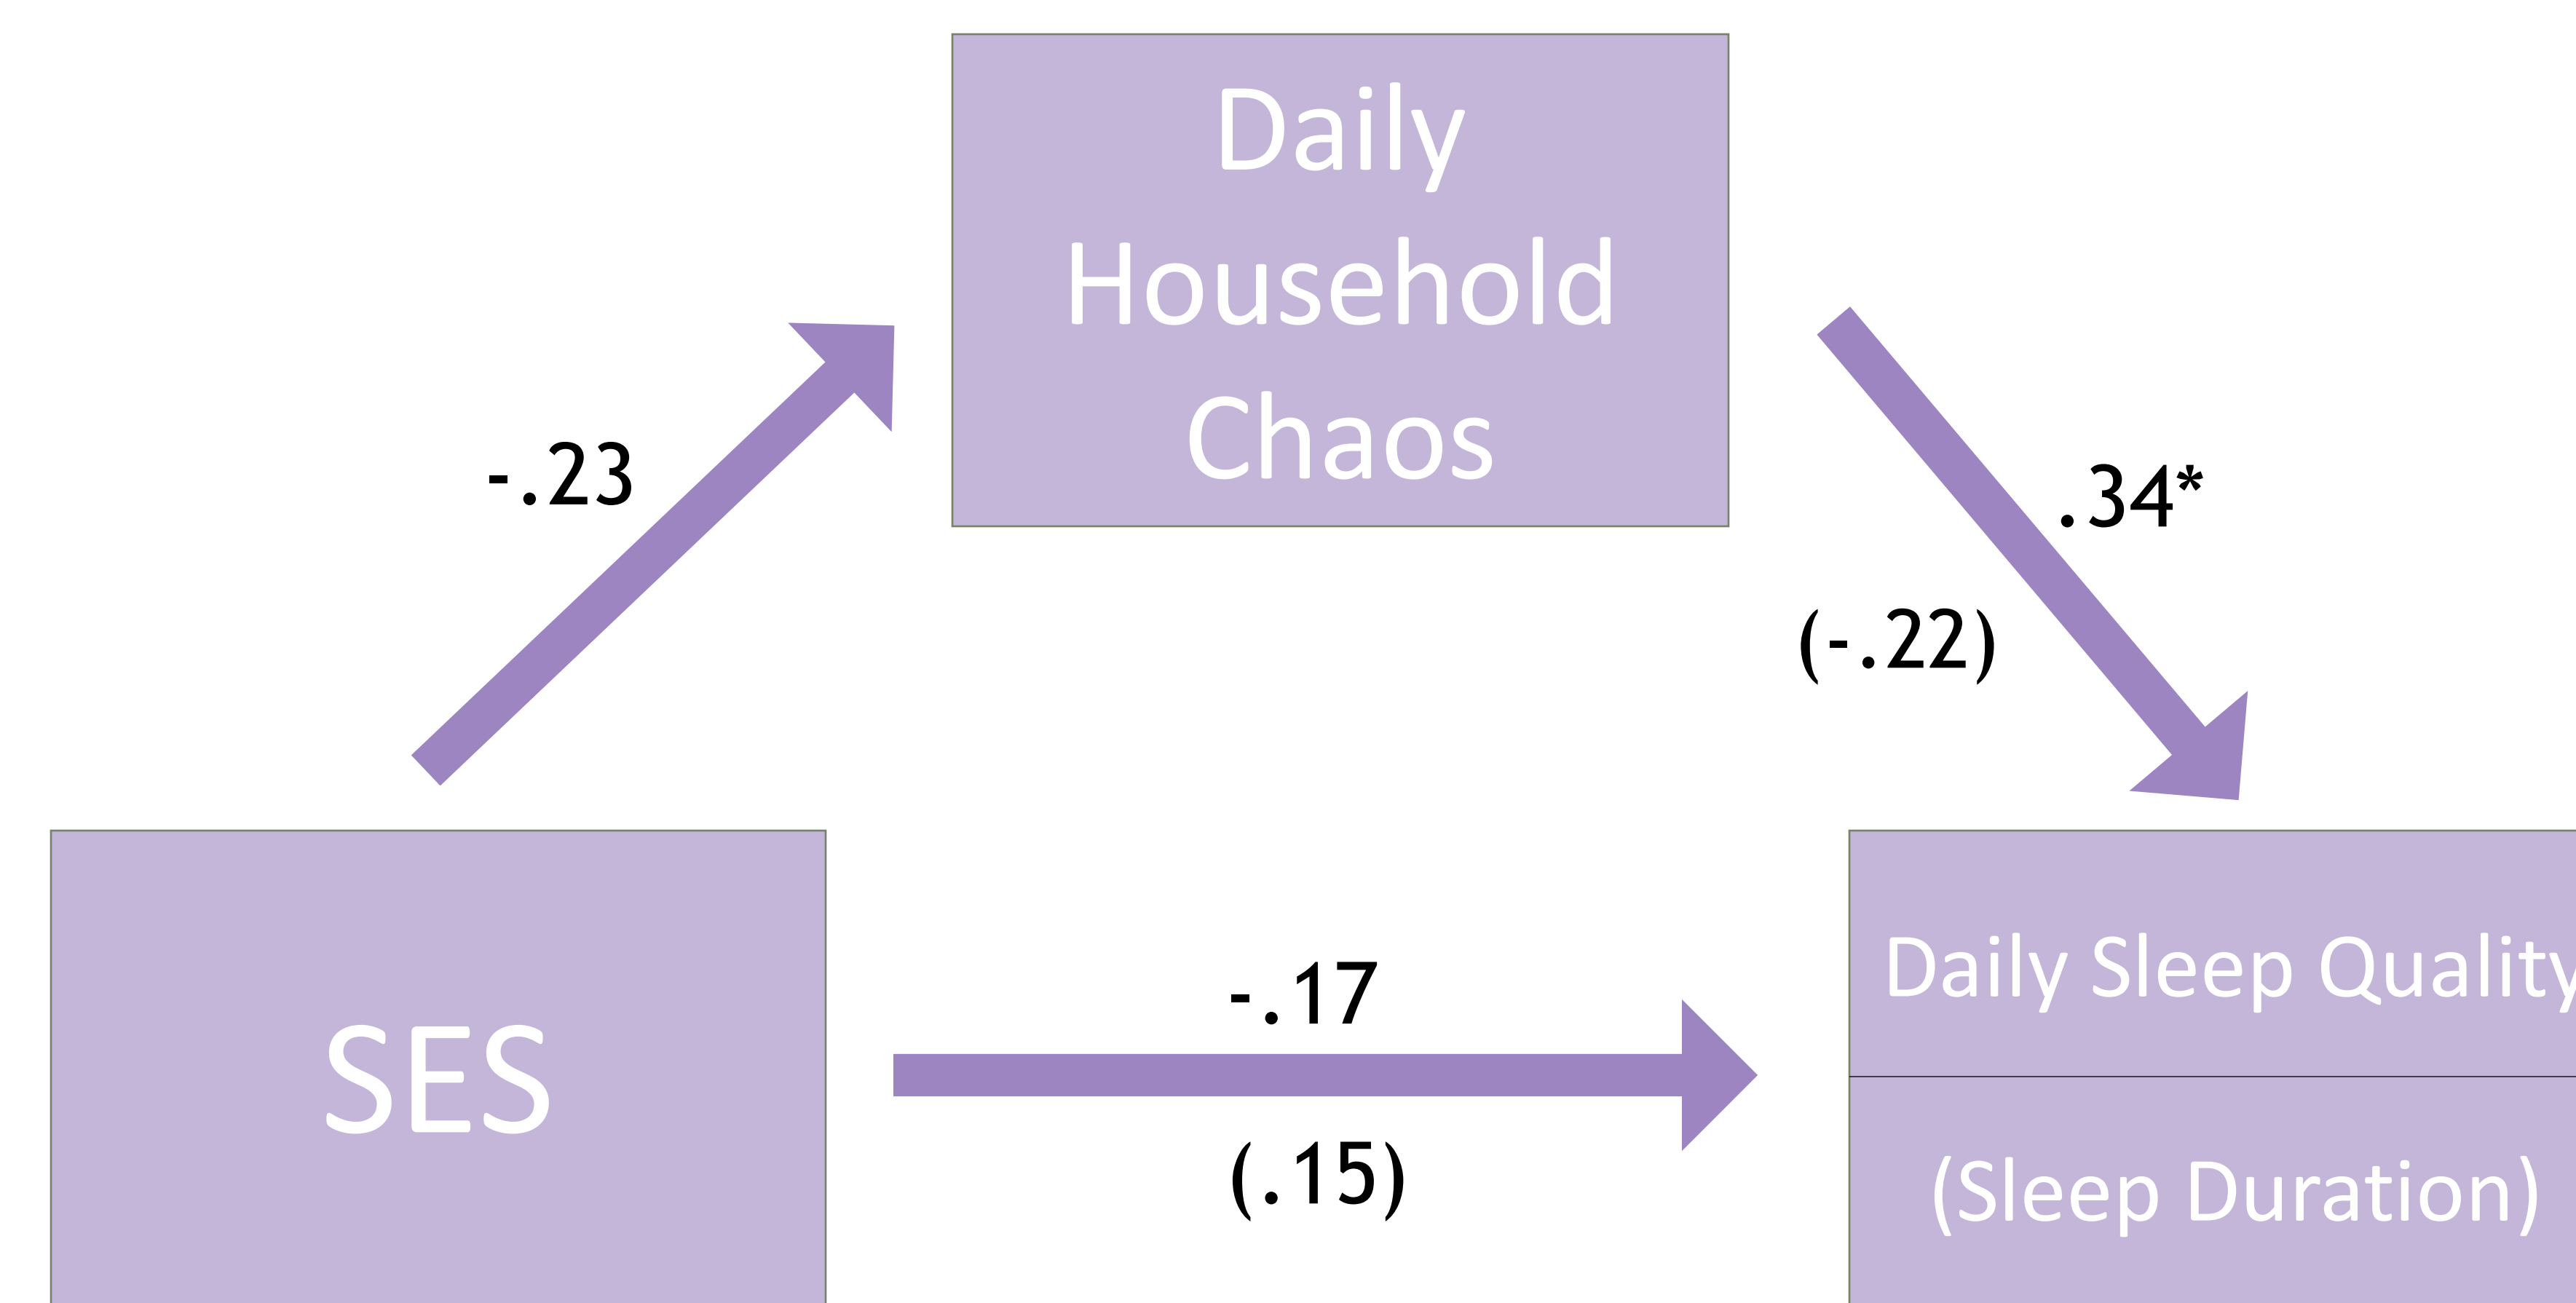 Daily
Household
Chaos
-.23
.34*
(-.22)
SES
-.17
(.15)
Daily Sleep Quality
(Sleep Duration)